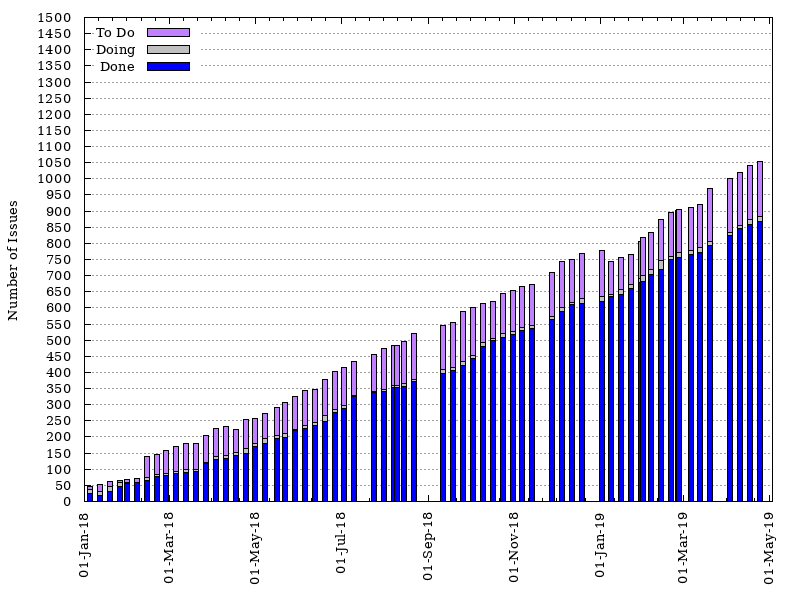 1500
1450
1400
1350
1300
1250
1200
1150
1100
1050
1000
950
900
850
800
750
700
650
600
550
500
450
400
350
300
250
200
150
100
50
0
Number of Issues
To Do
Doing
Done
01-Jan-18
01-Mar-18
01-May-18
01-Jul-18
01-Sep-18
01-Nov-18
01-Jan-19
01-Mar-19
01-May-19